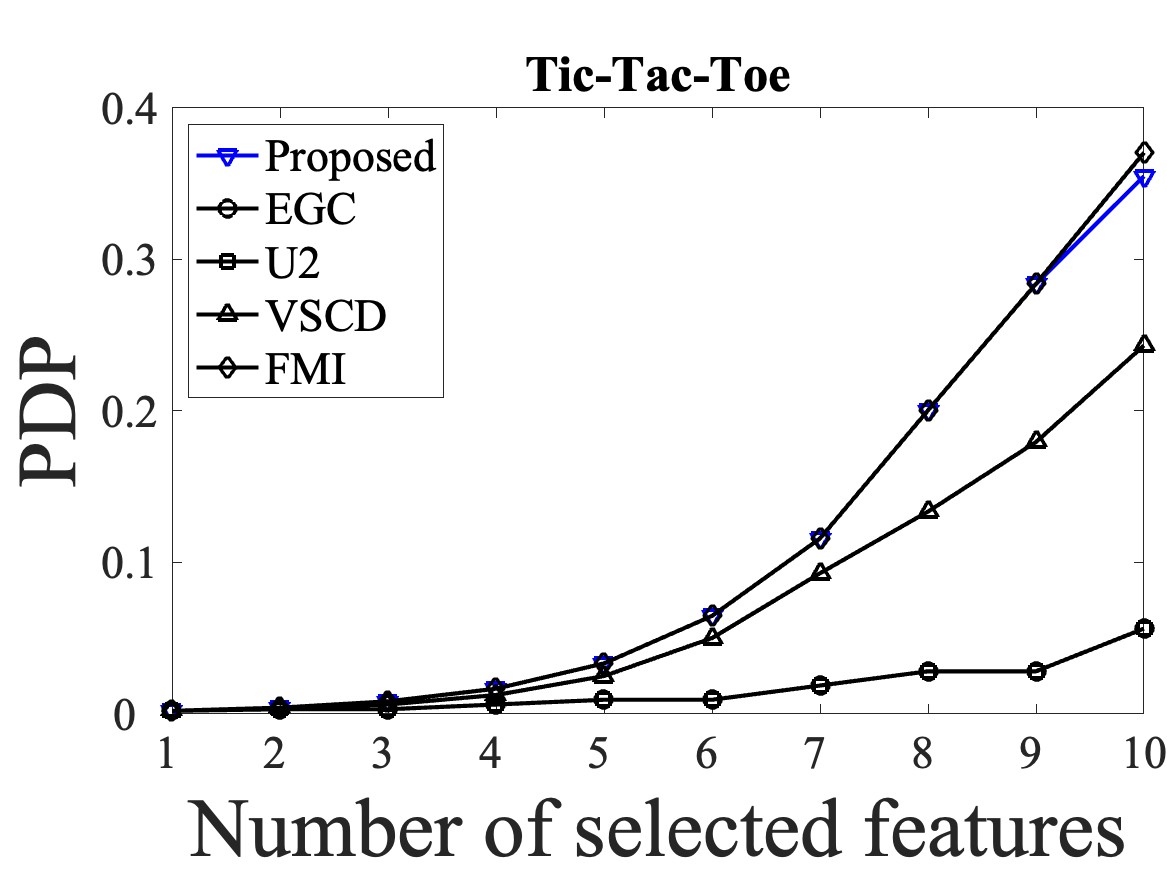 Tic-Tac-Toe
0.4
0.3
0.2
0.1
0
PDP
Proposed
EGC
U2
VSCD
FMI
1 2 3 4 5 6 7 8 9 10
Number of selected features